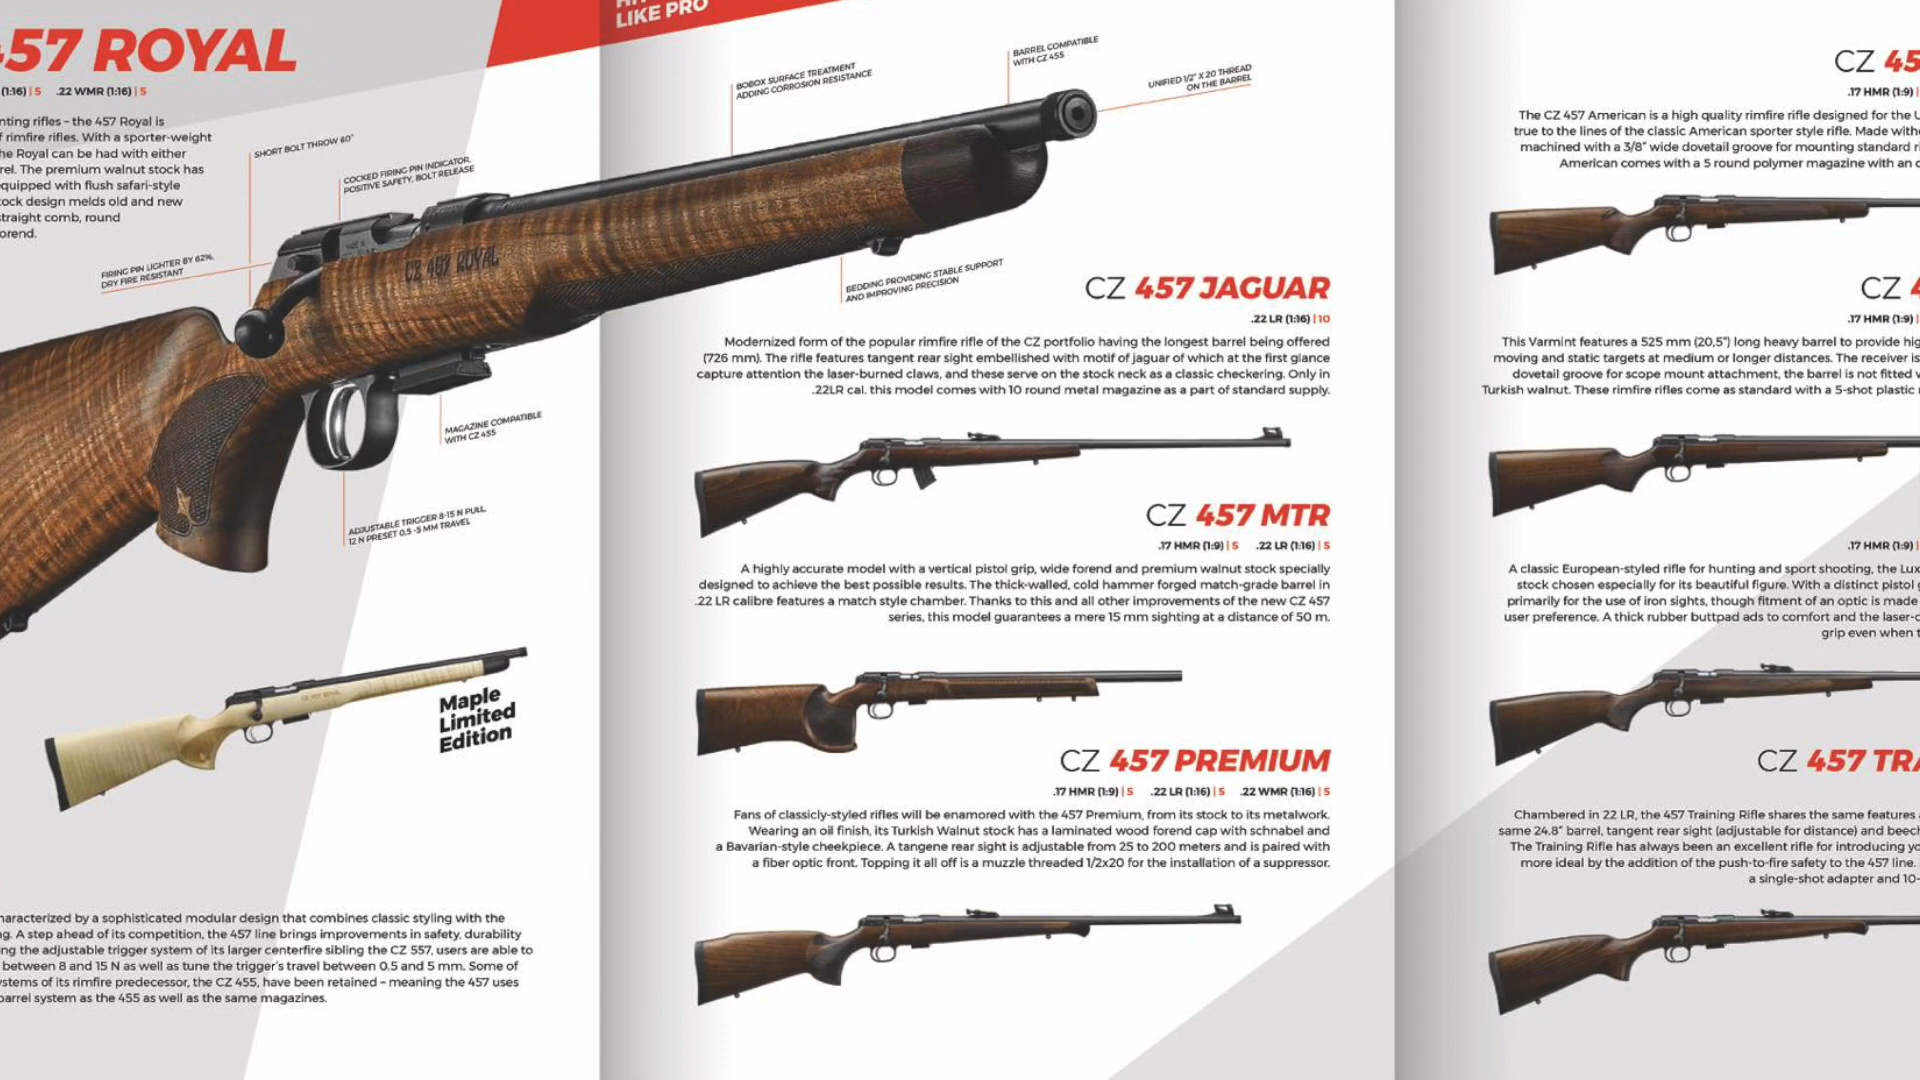 457 ROYAL
(1:16) | 5 .22 WMR (1:16) | 5
nting rifles – the 457 Royal is
f rimfire rifles. With a sporter-weight
he Royal can be had with either
rel. The premium walnut stock has
equipped with flush safari-style
tock design melds old and new
straight comb, round
orend.
SHORT BOLT THROW 60°
COCKED FIRING PIN INDICATOR,
POSITIVE SAFETY, BOLT RELEASE
FIRING PIN LIGHTER BY 62%,
DRY FIRE RESISTANT
CZ 457 ROYAL
MAGAZINE COMPATIBLE
WITH CZ 455
ADJUSTABLE TRIGGER 8-15 N PULL,
12 N PRESET 0,5 -5 MM TRAVEL
Maple
Limited
Edition
haracterized by a sophisticated modular design that combines classic styling with the
ng. A step ahead of its competition, the 457 line brings improvements in safety, durability
ing the adjustable trigger system of its larger centerfire sibling the CZ 557, users are able to
between 8 and 15 N as well as tune the trigger's travel between 0.5 and 5 mm. Some of
ystems of its rimfire predecessor, the CZ 455, have been retained – meaning the 457 uses
barrel system as the 455 as well as the same magazines.
LIKE PRO
BOBOX SURFACE TREATMENT
ADDING CORROSION RESISTANCE
BARREL COMPATIBLE
WITH CZ 455
UNIFIED 1/2" X 20 THREAD
ON THE BARREL
BEDDING PROVIDING STABLE SUPPORT
AND IMPROVING PRECISION
CZ 457 JAGUAR
.22 LR (1:16) | 10
Modernized form of the popular rimfire rifle of the CZ portfolio having the longest barrel being offered
(726 mm). The rifle features tangent rear sight embellished with motif of jaguar of which at the first glance
capture attention the laser-burned claws, and these serve on the stock neck as a classic checkering. Only in
.22LR cal. this model comes with 10 round metal magazine as a part of standard supply.
CZ 457 MTR
.17 HMR (1:9) | 5 .22 LR (1:16) | 5
A highly accurate model with a vertical pistol grip, wide forend and premium walnut stock specially
designed to achieve the best possible results. The thick-walled, cold hammer forged match-grade barrel in
.22 LR calibre features a match style chamber. Thanks to this and all other improvements of the new CZ 457
series, this model guarantees a mere 15 mm sighting at a distance of 50 m.
CZ 457 PREMIUM
.17 HMR (1:9) | 5 .22 LR (1:16) | 5 .22 WMR (1:16) | 5
Fans of classicly-styled rifles will be enamored with the 457 Premium, from its stock to its metalwork.
Wearing an oil finish, its Turkish Walnut stock has a laminated wood forend cap with schnabel and
a Bavarian-style cheekpiece. A tangene rear sight is adjustable from 25 to 200 meters and is paired with
a fiber optic front. Topping it all off is a muzzle threaded 1/2x20 for the installation of a suppressor.
CZ 45
.17 HMR (1:9) |
The CZ 457 American is a high quality rimfire rifle designed for the U
true to the lines of the classic American sporter style rifle. Made witho
machined with a 3/8" wide dovetail groove for mounting standard ri
American comes with a 5 round polymer magazine with an o
CZ 4
.17 HMR (1:9) |
This Varmint features a 525 mm (20,5") long heavy barrel to provide hig
moving and static targets at medium or longer distances. The receiver is
dovetail groove for scope mount attachment, the barrel is not fitted w
Turkish walnut. These rimfire rifles come as standard with a 5-shot plastic
.17 HMR (1:9) |
A classic European-styled rifle for hunting and sport shooting, the Lux
stock chosen especially for its beautiful figure. With a distinct pistol g
primarily for the use of iron sights, though fitment of an optic is made
user preference. A thick rubber buttpad ads to comfort and the laser-c
grip even when t
CZ 457 TRA
Chambered in 22 LR, the 457 Training Rifle shares the same features a
same 24.8" barrel, tangent rear sight (adjustable for distance) and beech
The Training Rifle has always been an excellent rifle for introducing yo
more ideal by the addition of the push-to-fire safety to the 457 line.
a single-shot adapter and 10-